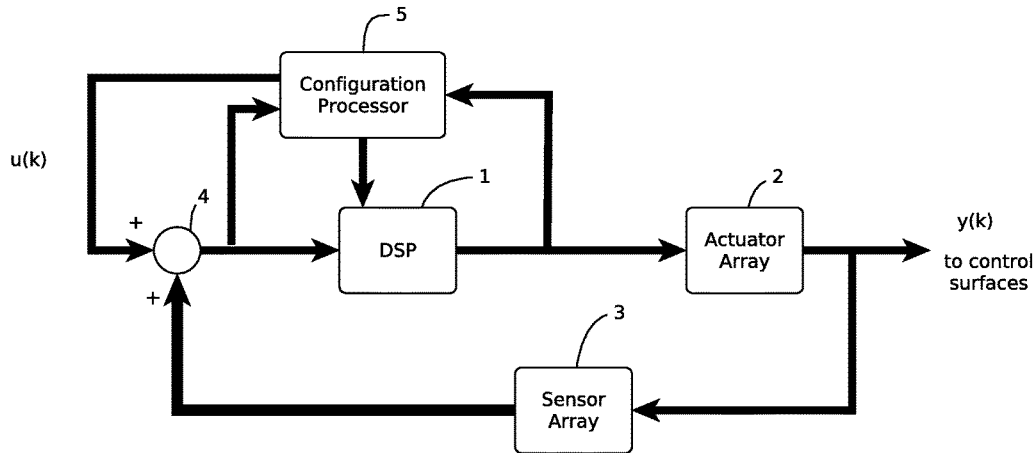 5
Configuration
Processor
u(k)
4
1
2
+
y(k)
DSP
Actuator
Array
to control
surfaces
+
3
Sensor
Array